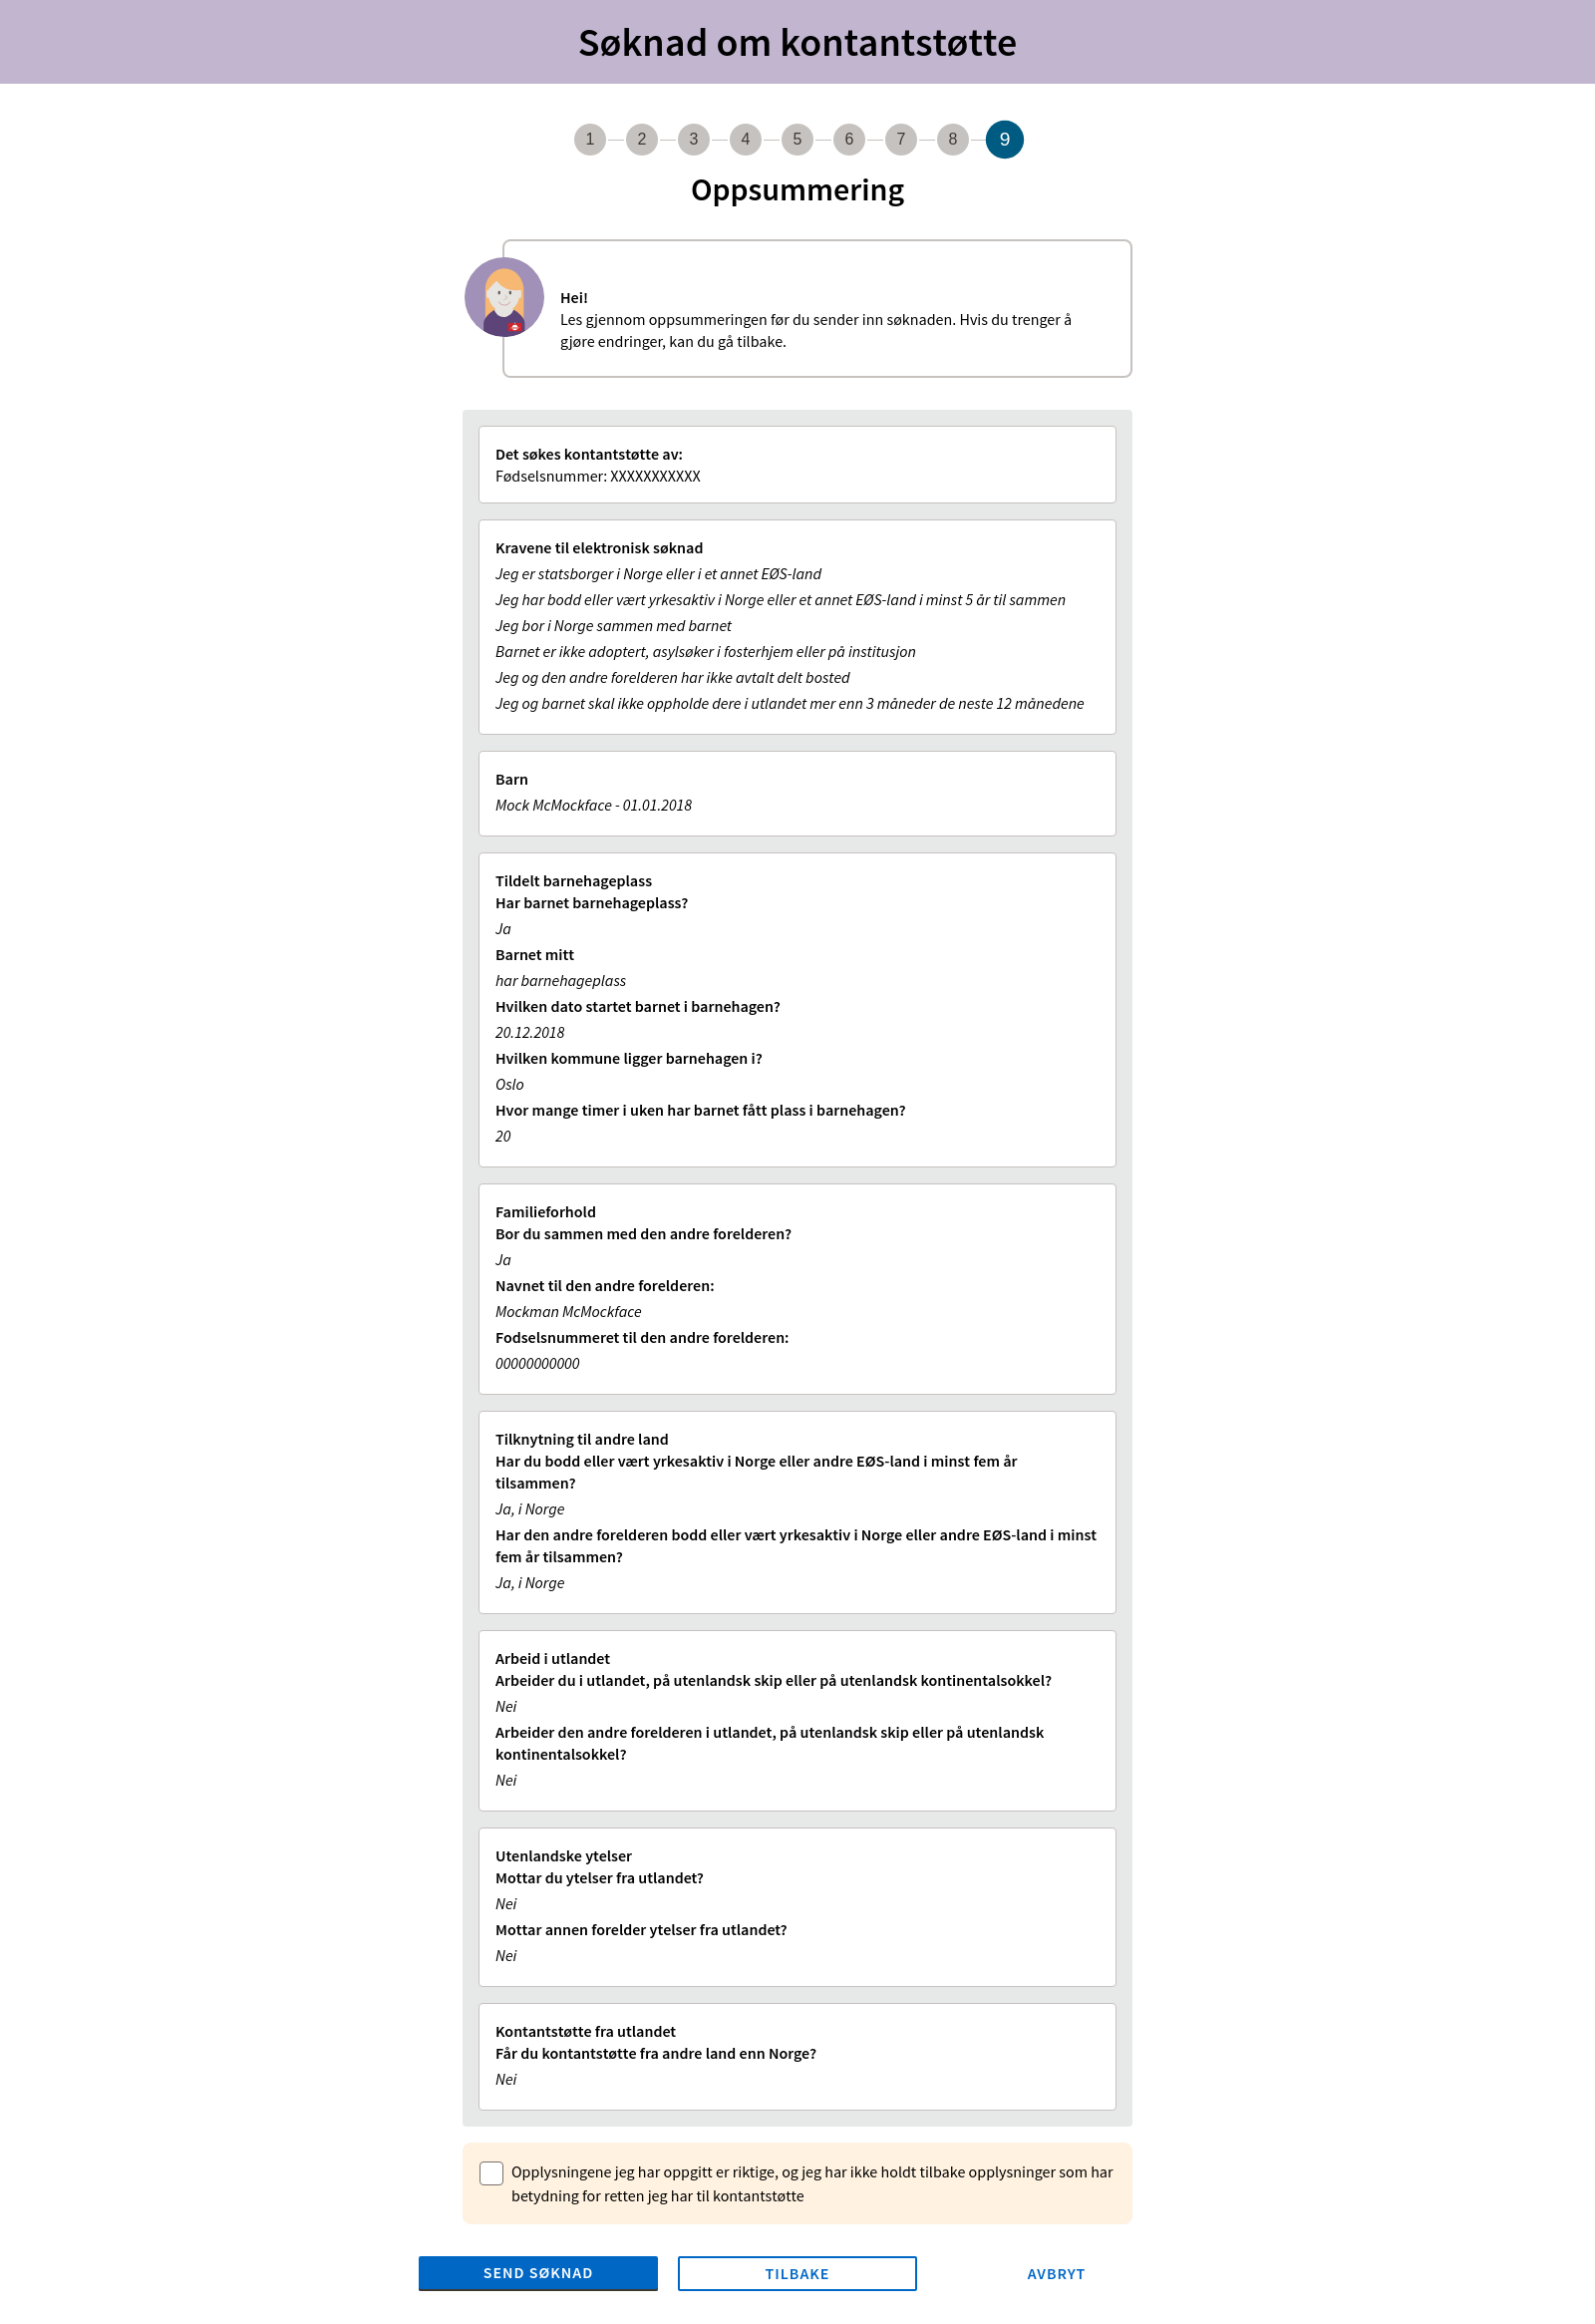 Søknad om kontantstøtte
1 2 3 4 5 6 7 8 9
Oppsummering
Hei!
Les gjennom oppsummeringen før du sender inn søknaden. Hvis du trenger å
gjøre endringer, kan du gå tilbake.
Det søkes kontantstøtte av:
Fødselsnummer: XXXXXXXXXXX
Kravene til elektronisk søknad
Jeg er statsborger i Norge eller i et annet EØS-land
Jeg har bodd eller vært yrkesaktiv i Norge eller et annet EØS-land i minst 5 år til sammen
Jeg bor i Norge sammen med barnet
Barnet er ikke adoptert, asylsøker i fosterhjem eller på institusjon
Jeg og den andre forelderen har ikke avtalt delt bosted
Jeg og barnet skal ikke oppholde dere i utlandet mer enn 3 måneder de neste 12 månedene
Barn
Mock McMockface - 01.01.2018
Tildelt barnehageplass
Har barnet barnehageplass?
Ja
Barnet mitt
har barnehageplass
Hvilken dato startet barnet i barnehagen?
20.12.2018
Hvilken kommune ligger barnehagen i?
Oslo
Hvor mange timer i uken har barnet fått plass i barnehagen?
20
Familieforhold
Bor du sammen med den andre forelderen?
Ja
Navnet til den andre forelderen:
Mockman McMockface
Fodselsnummeret til den andre forelderen:
00000000000
Tilknytning til andre land
Har du bodd eller vært yrkesaktiv i Norge eller andre EØS-land i minst fem år
tilsammen?
Ja, i Norge
Har den andre forelderen bodd eller vært yrkesaktiv i Norge eller andre EØS-land i minst
fem år tilsammen?
Ja, i Norge
Arbeid i utlandet
Arbeider du i utlandet, på utenlandsk skip eller på utenlandsk kontinentalsokkel?
Nei
Arbeider den andre forelderen i utlandet, på utenlandsk skip eller på utenlandsk
kontinentalsokkel?
Nei
Utenlandske ytelser
Mottar du ytelser fra utlandet?
Nei
Mottar annen forelder ytelser fra utlandet?
Nei
Kontantstøtte fra utlandet
Får du kontantstøtte fra andre land enn Norge?
Nei
Opplysningene jeg har oppgitt er riktige, og jeg har ikke holdt tilbake opplysninger som har
betydning for retten jeg har til kontantstøtte
SEND SØKNAD TILBAKE AVBRYT